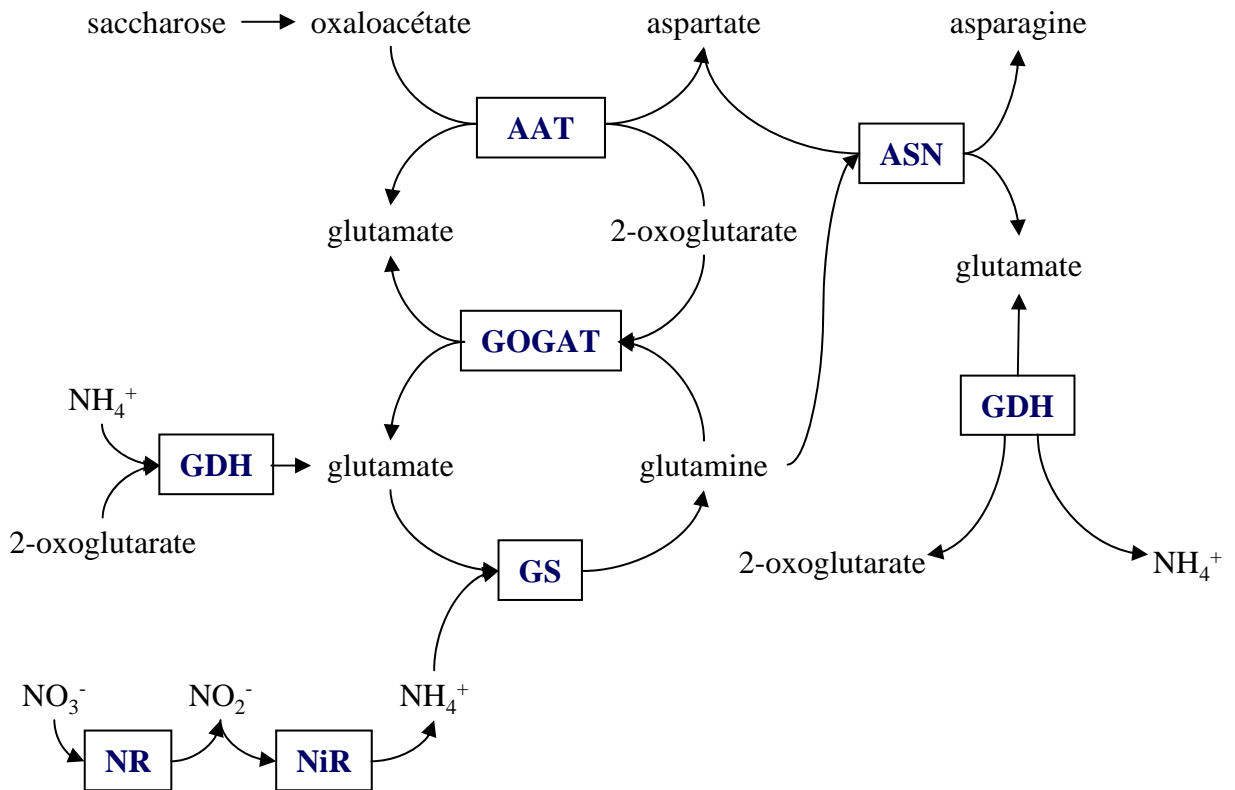 saccharose oxaloacétate aspartate asparagine
AAT
ASN
glutamate 2-oxoglutarate
glutamate
GOGAT
NH₄⁺
GDH
GDH glutamate glutamine
2-oxoglutarate
2-oxoglutarate NH₄⁺
GS
NO₃⁻ NO₂⁻ NH₄⁺
NR NiR